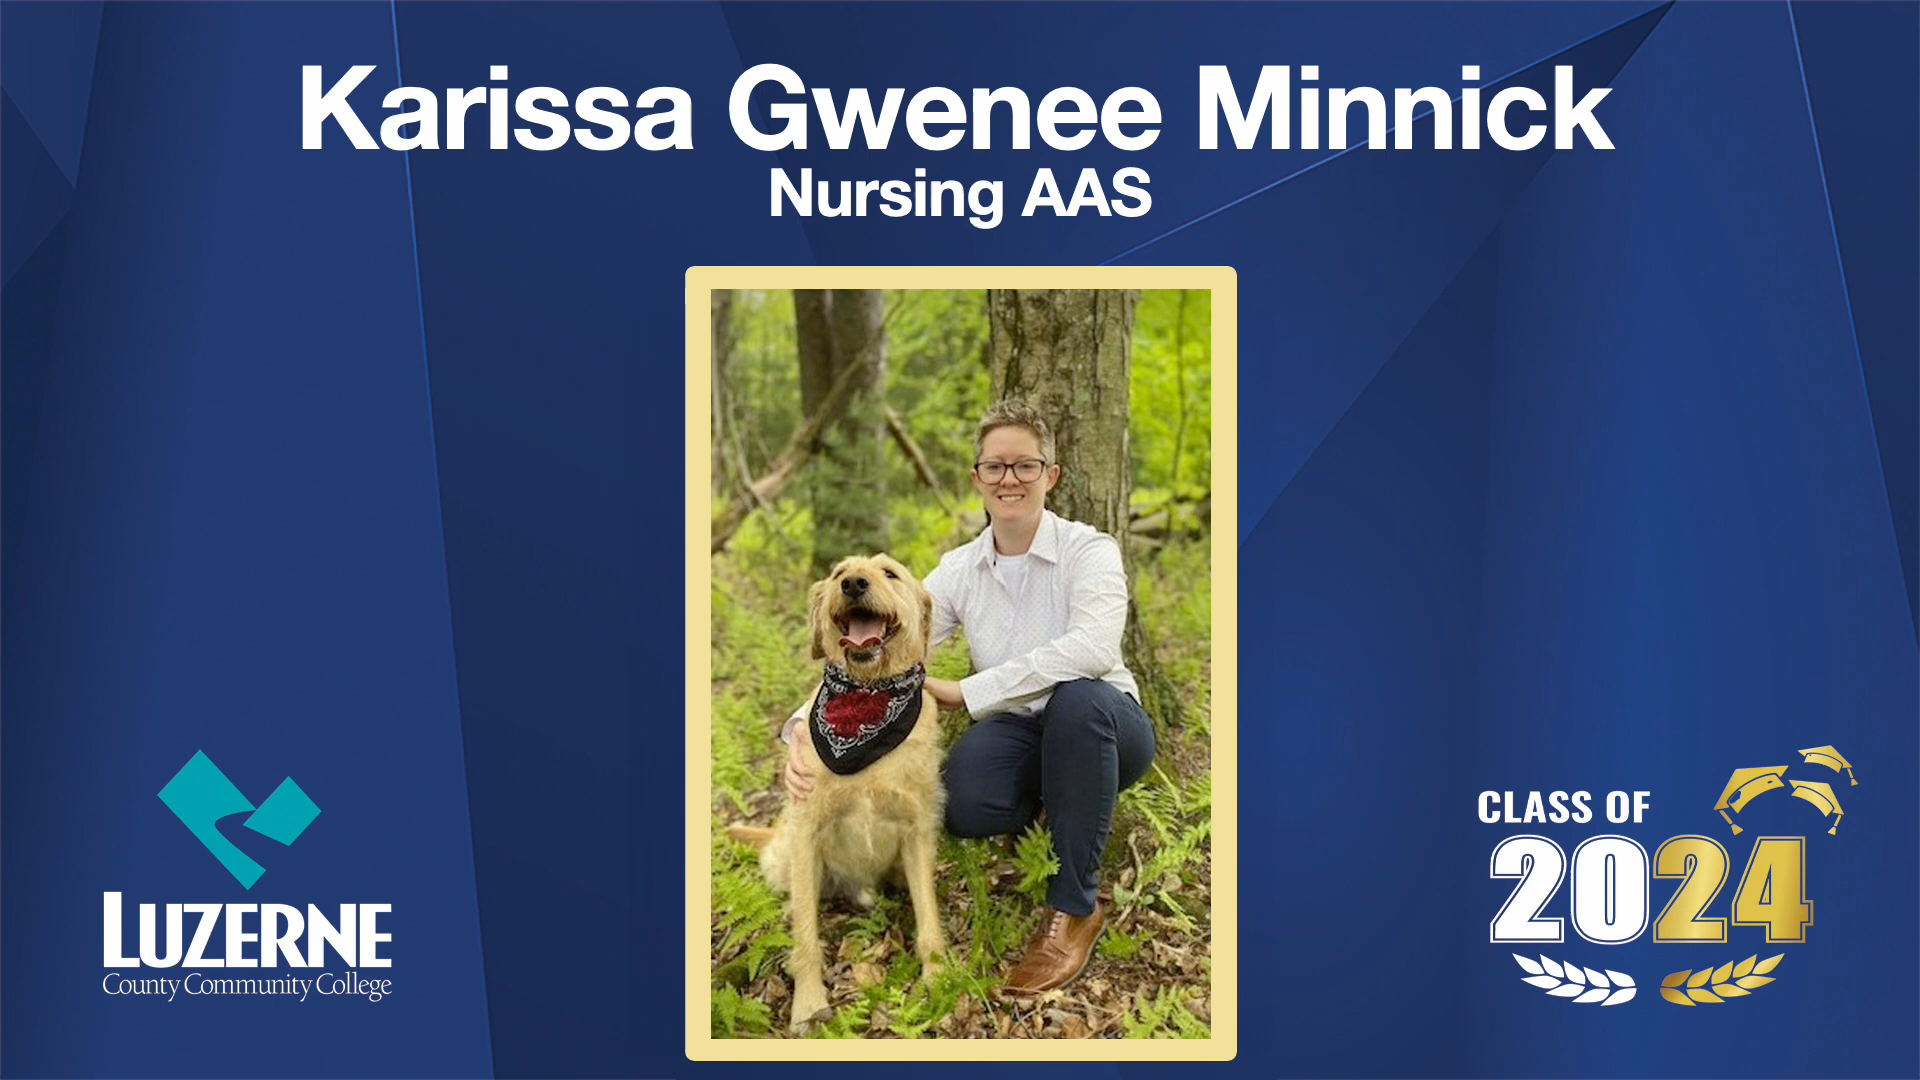 Karissa Gwenee Minnick
Nursing AAS
LUZERNE
County Community College
CLASS OF
2024